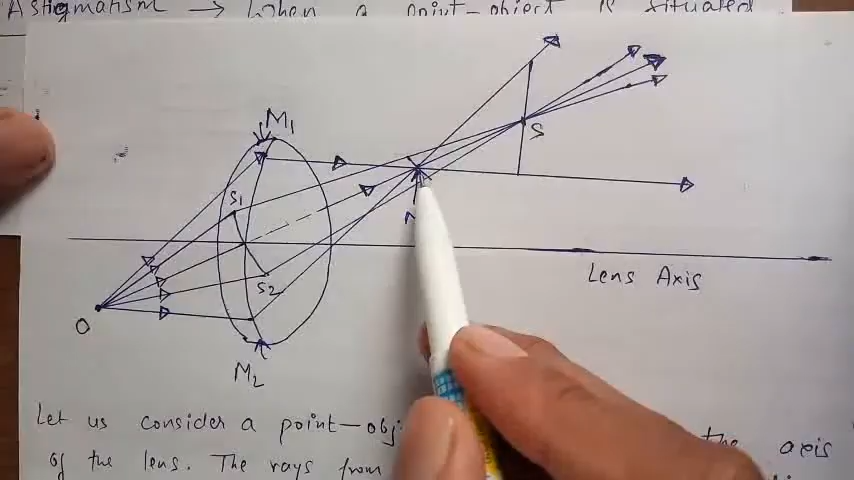 Astigmatism → When a point-object is situated
M1
S
S1
Lens Axis
S2
O
M2
Let us consider a point-obj the axis
of the lens. The rays from